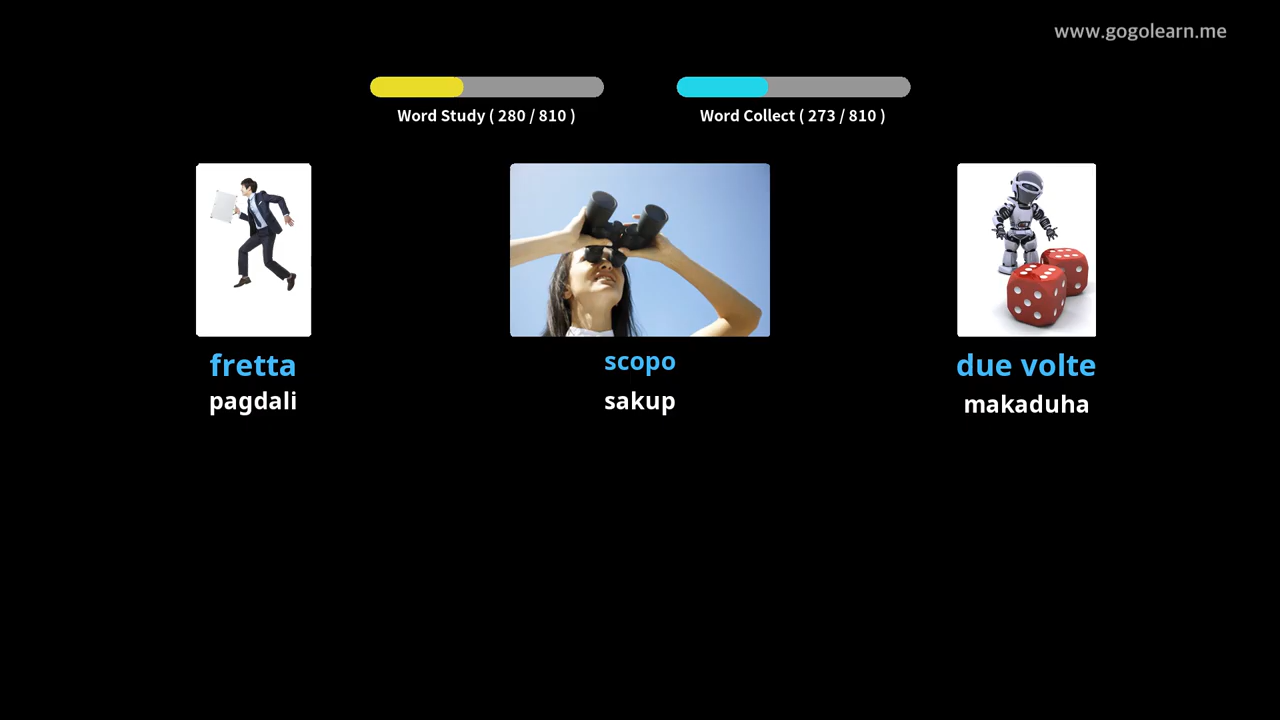 www.gogolearn.me
Word Study ( 280 / 810 )
Word Collect ( 273 / 810 )
fretta
pagdali
scopo
sakup
due volte
makaduha